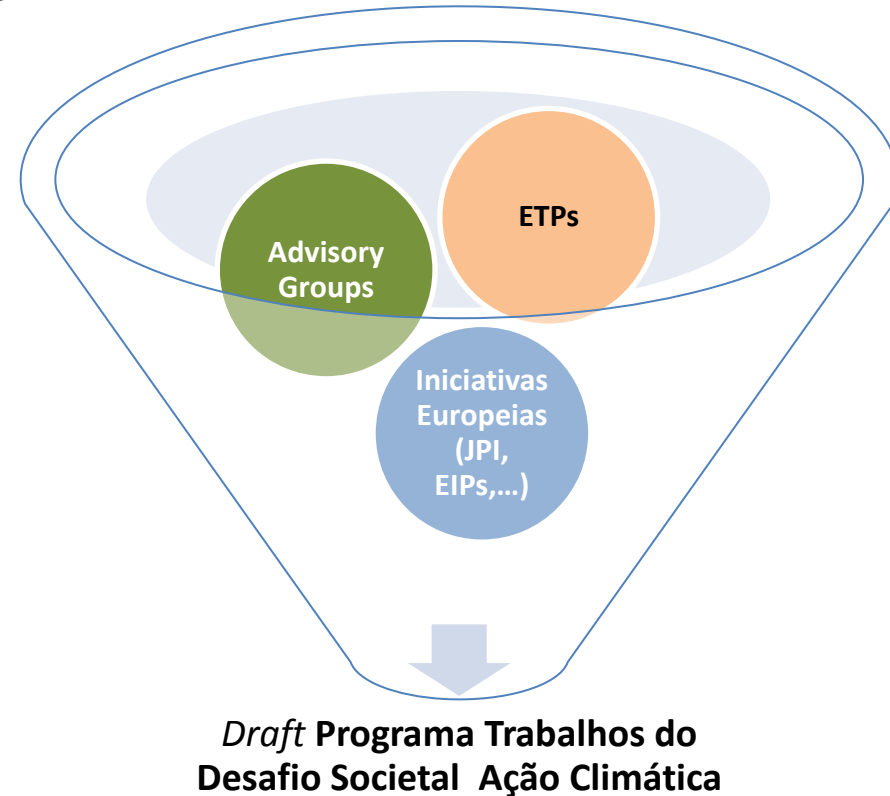 ETPs
Advisory
Groups
Iniciativas
Europeias
(JPI,
EIPs,...)
Draft Programa Trabalhos do
Desafio Societal Ação Climática